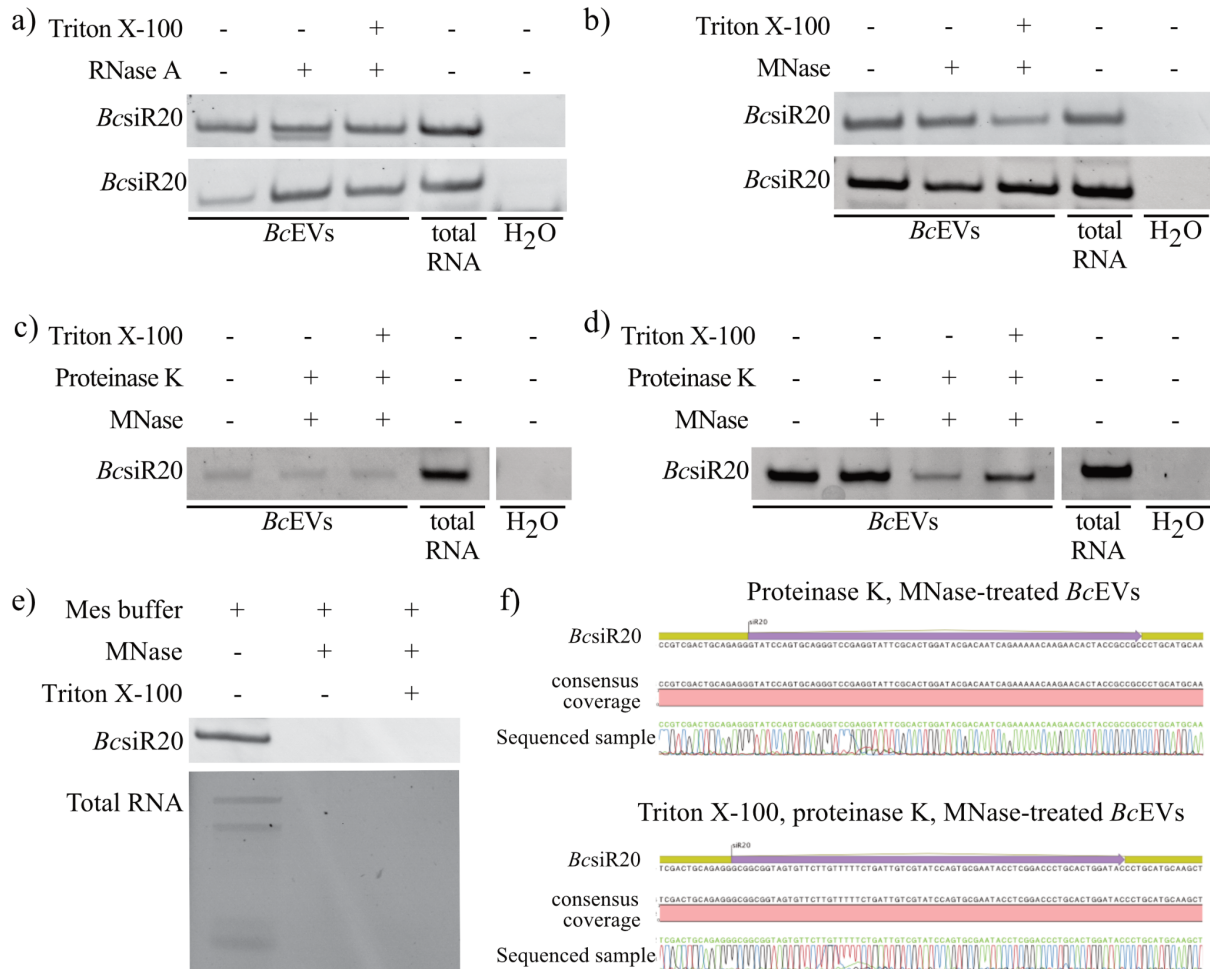 a)
Triton X-100 - - + - -
RNase A - + + - -
BcsiR20
BcsiR20
BcEVs total RNA H2O
b)
Triton X-100 - - + - -
MNase - + + - -
BcsiR20
BcsiR20
BcEVs total RNA H2O
c)
Triton X-100 - - + - -
Proteinase K - + + - -
MNase - + + - -
BcsiR20
BcEVs total RNA H2O
d)
Triton X-100 - - - + - -
Proteinase K - - + + - -
MNase - + + + - -
BcsiR20
BcEVs total RNA H2O
e)
Mes buffer + + +
MNase - + +
Triton X-100 - - +
BcsiR20
Total RNA
f)
Proteinase K, MNase-treated BcEVs
siR20
BcsiR20
CCGTCGACTGCAGAGGGTATCCAGTGCAGGGTCCGAGGTATTCGCACTGGATACGACAATCAGAAAAACAAGAACACTACCGCCGCCCTGCATGCAA
consensus
CCGTCGACTGCAGAGGGTATCCAGTGCAGGGTCCGAGGTATTCGCACTGGATACGACAATCAGAAAAACAAGAACACTACCGCCGCCCTGCATGCAA
coverage
CCGTCGACTGCAGAGGGTATCCAGTGCAGGGTCCGAGGTATTCGCACTGGATACGACAATCAGAAAAACAAGAACACTACCGCCGCCCTGCATGCAA
Sequenced sample
Triton X-100, proteinase K, MNase-treated BcEVs
siR20
BcsiR20
TCGACTGCAGAGGGCGGCGGTAGTGTTCTTGTTTTTCTGATTGTCGTATCCAGTGCGAATACCTCGGACCCTGCACTGGATACCCTGCATGCAAGCT
consensus
TCGACTGCAGAGGGCGGCGGTAGTGTTCTTGTTTTTCTGATTGTCGTATCCAGTGCGAATACCTCGGACCCTGCACTGGATACCCTGCATGCAAGCT
coverage
TCGACTGCAGAGGGCGGCGGTAGTGTTCTTGTTTTTCTGATTGTCGTATCCAGTGCGAATACCTCGGACCCTGCACTGGATACCCTGCATGCAAGCT
Sequenced sample